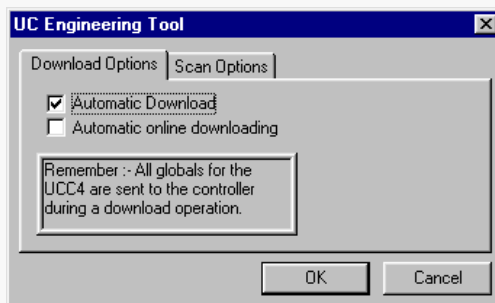 UC Engineering Tool
Download Options
Scan Options
Automatic Download
Automatic online downloading
Remember :- All globals for the
UCC4 are sent to the controller
during a download operation.
OK
Cancel